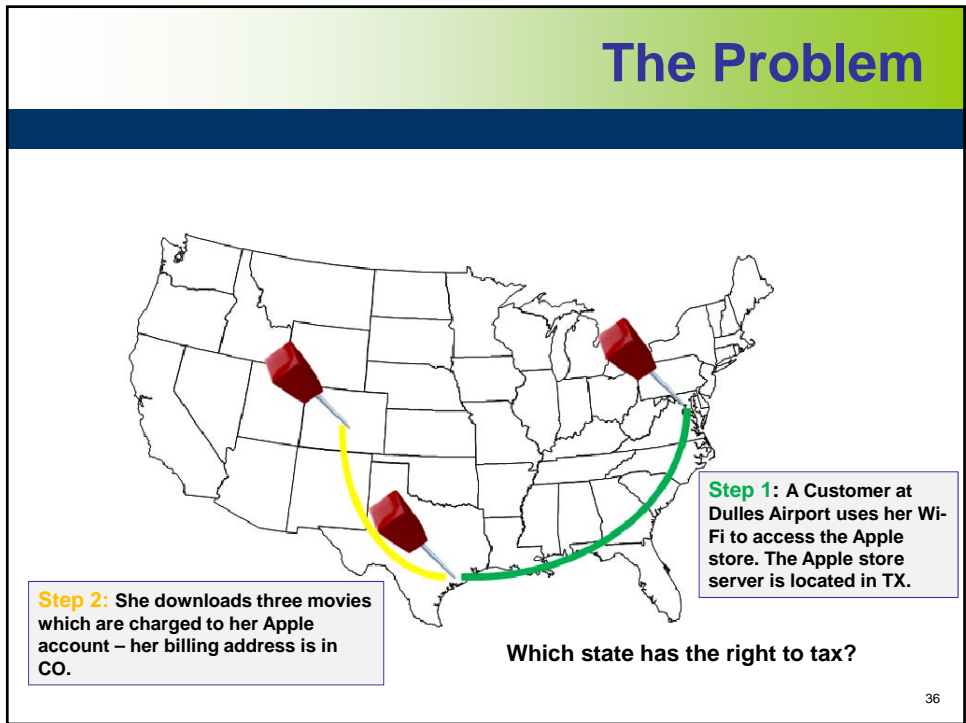 The Problem
Step 1: A Customer at
Dulles Airport uses her Wi-
Fi to access the Apple
store. The Apple store
server is located in TX.
Step 2: She downloads three movies
which are charged to her Apple
account – her billing address is in
CO.
Which state has the right to tax?
36